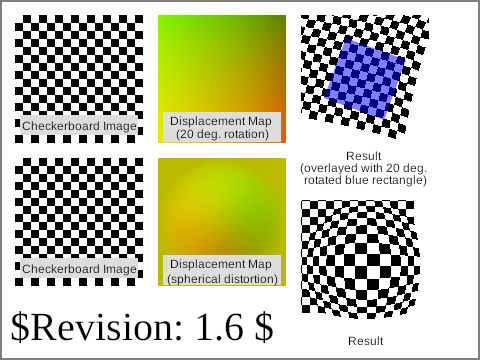 Checkerboard Image
Displacement Map
(20 deg. rotation)
Result
(overlayed with 20 deg.
rotated blue rectangle)
Checkerboard Image
Displacement Map
(spherical distortion)
Result
$Revision: 1.6 $